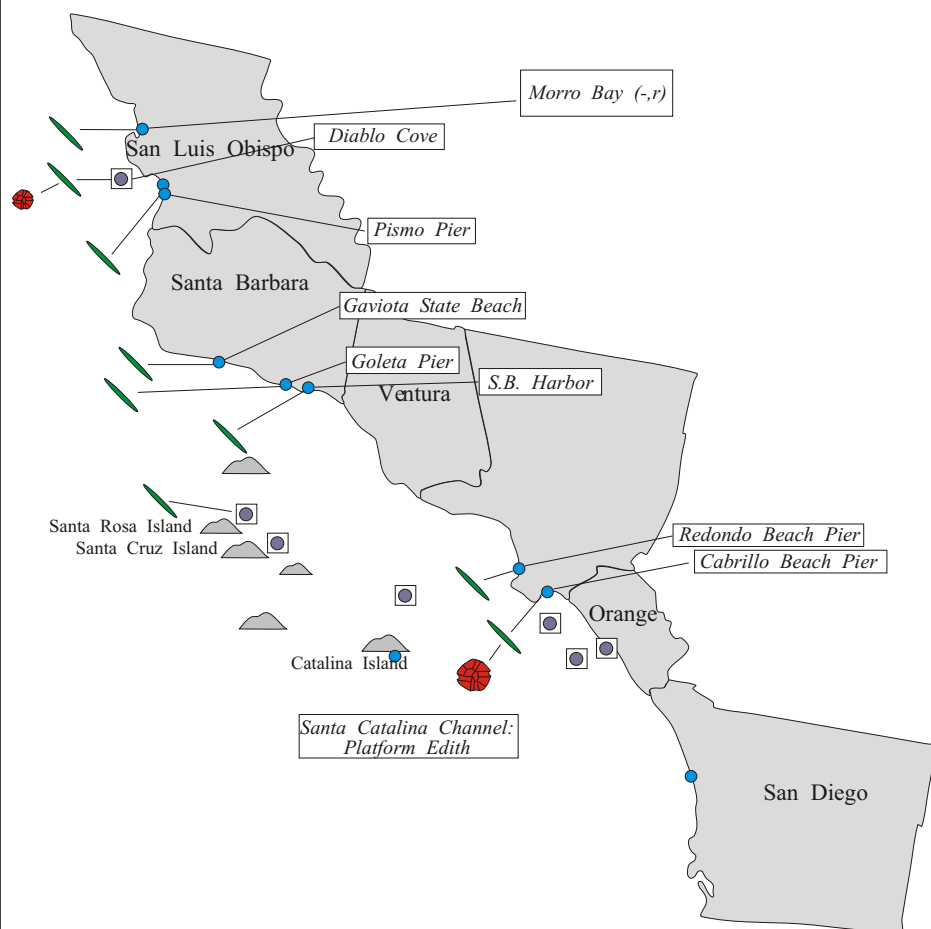 Morro Bay (-,r)
Diablo Cove
San Luis Obispo
Pismo Pier
Santa Barbara
Gaviota State Beach
Goleta Pier
S.B. Harbor
Ventura
Santa Rosa Island
Santa Cruz Island
Redondo Beach Pier
Cabrillo Beach Pier
Orange
Catalina Island
Santa Catalina Channel:
Platform Edith
San Diego